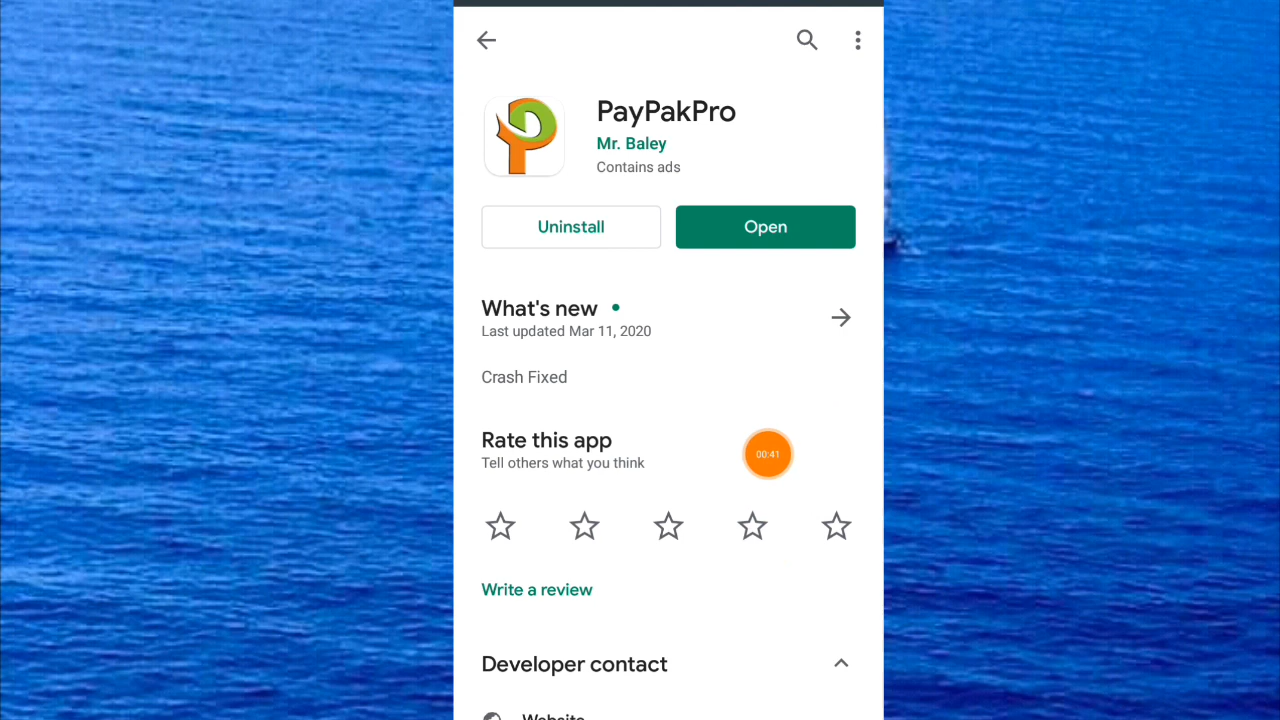 PayPakPro
Mr. Baley
Contains ads
Uninstall
Open
What's new
Last updated Mar 11, 2020
Crash Fixed
Rate this app
Tell others what you think
00:41
Write a review
Developer contact
Website